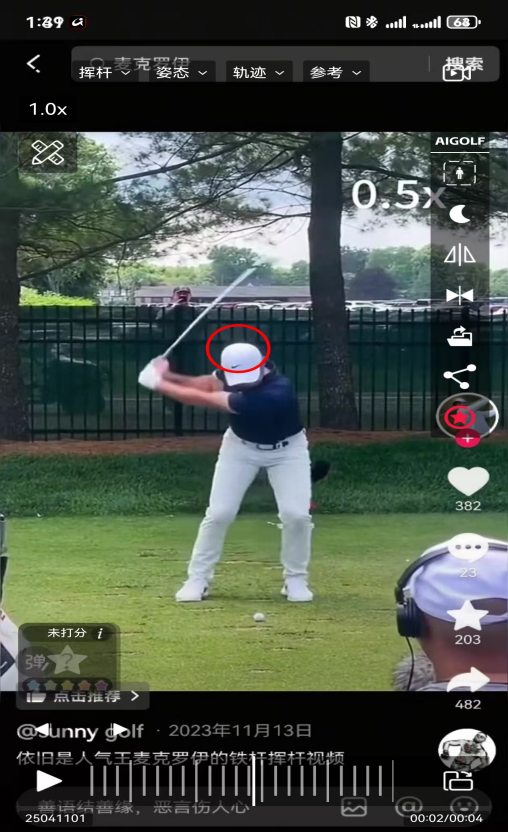 1:39
68
麦克罗伊
搜索
挥杆
姿态
轨迹
参考
1.0x
AIGOLF
0.5x
382
23
203
482
未打分 i
弹
点击推荐 >
@Sunny golf · 2023年11月13日
依旧是人气王麦克罗伊的铁杆挥杆视频
善语结善缘，恶言伤人心
25041101
00:02/00:04